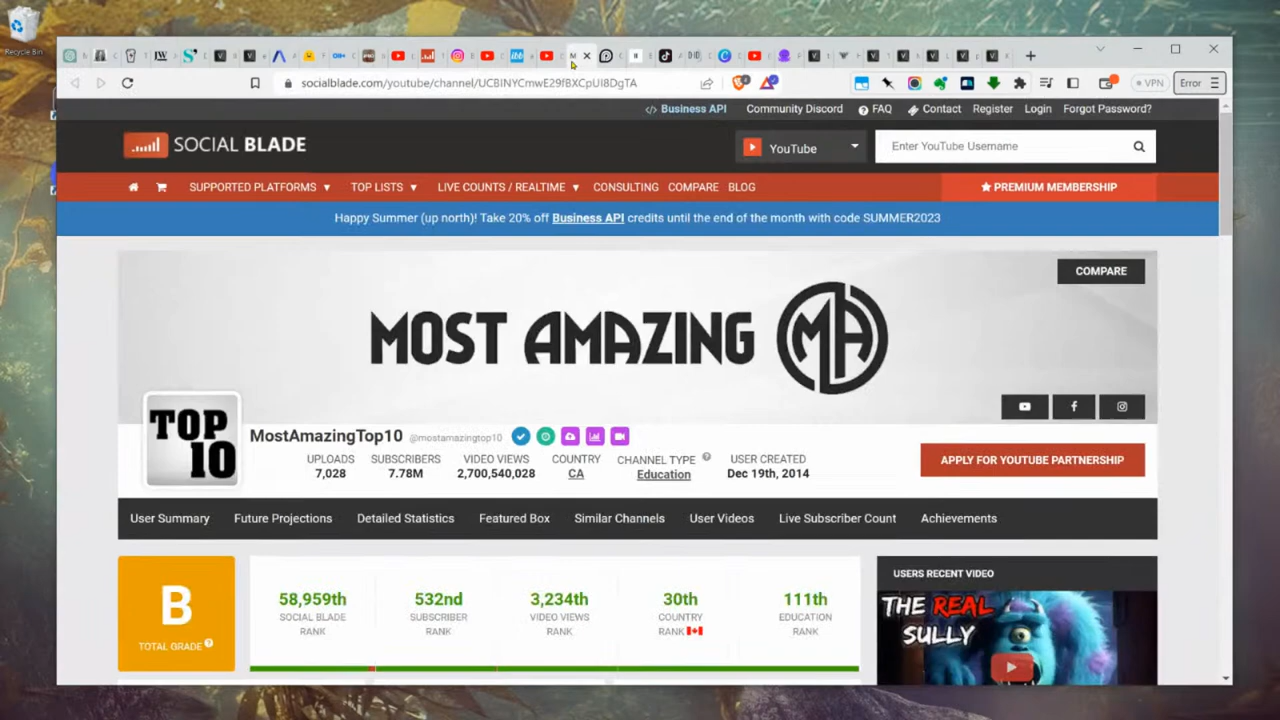 Recycle Bin
socialblade.com/youtube/channel/UCBINYCmwE29fBXCpUI8DgTA
VPN
Error
</> Business API
Community Discord
FAQ
Contact
Register
Login
Forgot Password?
SOCIAL BLADE
YouTube
Enter YouTube Username
SUPPORTED PLATFORMS
TOP LISTS
LIVE COUNTS / REALTIME
CONSULTING
COMPARE
BLOG
PREMIUM MEMBERSHIP
Happy Summer (up north)! Take 20% off Business API credits until the end of the month with code SUMMER2023
COMPARE
MOST AMAZING MA
TOP
10
MostAmazingTop10 @mostamazingtop10
UPLOADS
7,028
SUBSCRIBERS
7.78M
VIDEO VIEWS
2,700,540,028
COUNTRY
CA
CHANNEL TYPE
Education
USER CREATED
Dec 19th, 2014
APPLY FOR YOUTUBE PARTNERSHIP
User Summary
Future Projections
Detailed Statistics
Featured Box
Similar Channels
User Videos
Live Subscriber Count
Achievements
B
TOTAL GRADE
58,959th
SOCIAL BLADE
RANK
532nd
SUBSCRIBER
RANK
3,234th
VIDEO VIEWS
RANK
30th
COUNTRY
RANK
111th
EDUCATION
RANK
USERS RECENT VIDEO
THE REAL
SULLY